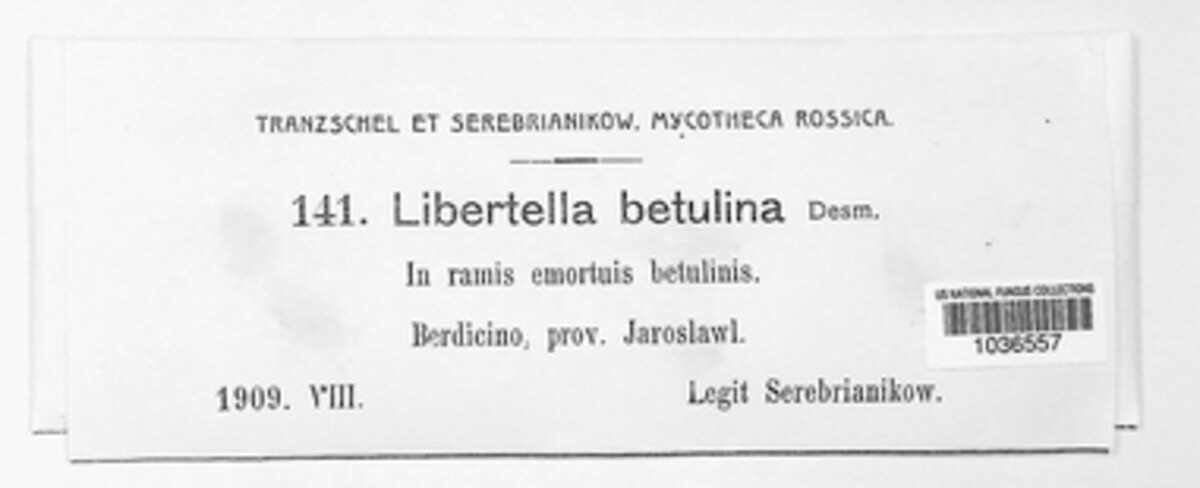 TRANZSCHEL ET SEREBRIANIKOW, MYCOTHECA ROSSICA.
141. Libertella betulina Desm.
In ramis emortuis betulinis.
Berdicino, prov. Jaroslawl.
US NATIONAL FUNGUS COLLECTIONS
1036557
1909. VIII.
Legit Serebrianikow.